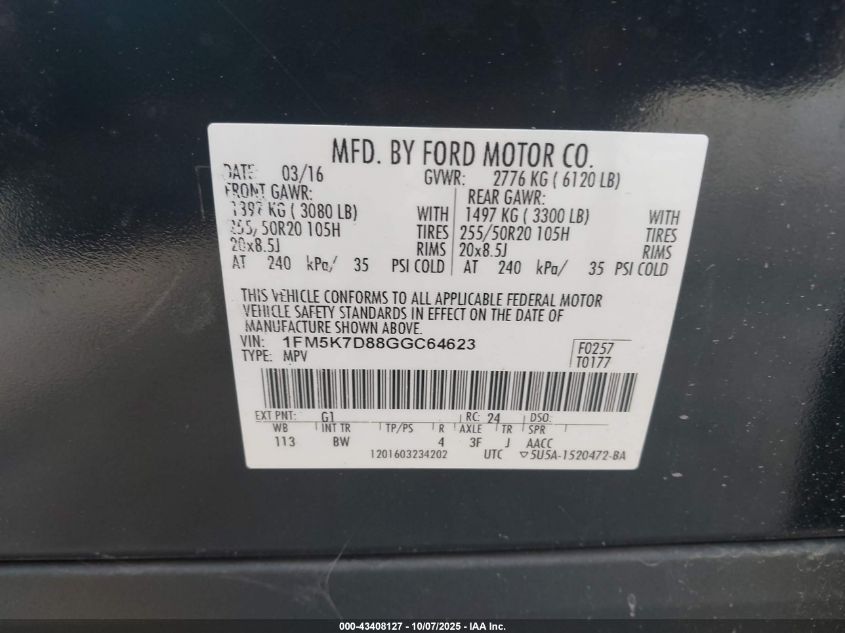 MFD. BY FORD MOTOR CO.
DATE: 03/16 GVWR: 2776 KG ( 6120 LB)
FRONT GAWR: REAR GAWR:
1397 KG ( 3080 LB) WITH 1497 KG ( 3300 LB) WITH
255/50R20 105H TIRES 255/50R20 105H TIRES
20x8.5J RIMS 20x8.5J RIMS
AT 240 kPa/ 35 PSI COLD AT 240 kPa/ 35 PSI COLD
THIS VEHICLE CONFORMS TO ALL APPLICABLE FEDERAL MOTOR
VEHICLE SAFETY STANDARDS IN EFFECT ON THE DATE OF
MANUFACTURE SHOWN ABOVE.
VIN: 1FM5K7D88GGC64623 F0257
TYPE: MPV T0177
EXT PNT: G1 RC: 24 DSO:
WB INT TR TP/PS R AXLE TR SPR
113 BW 4 3F J AACC
1201603234202 UTC ▽5U5A-1520472-BA
000-43408127 - 10/07/2025 - IAA Inc.